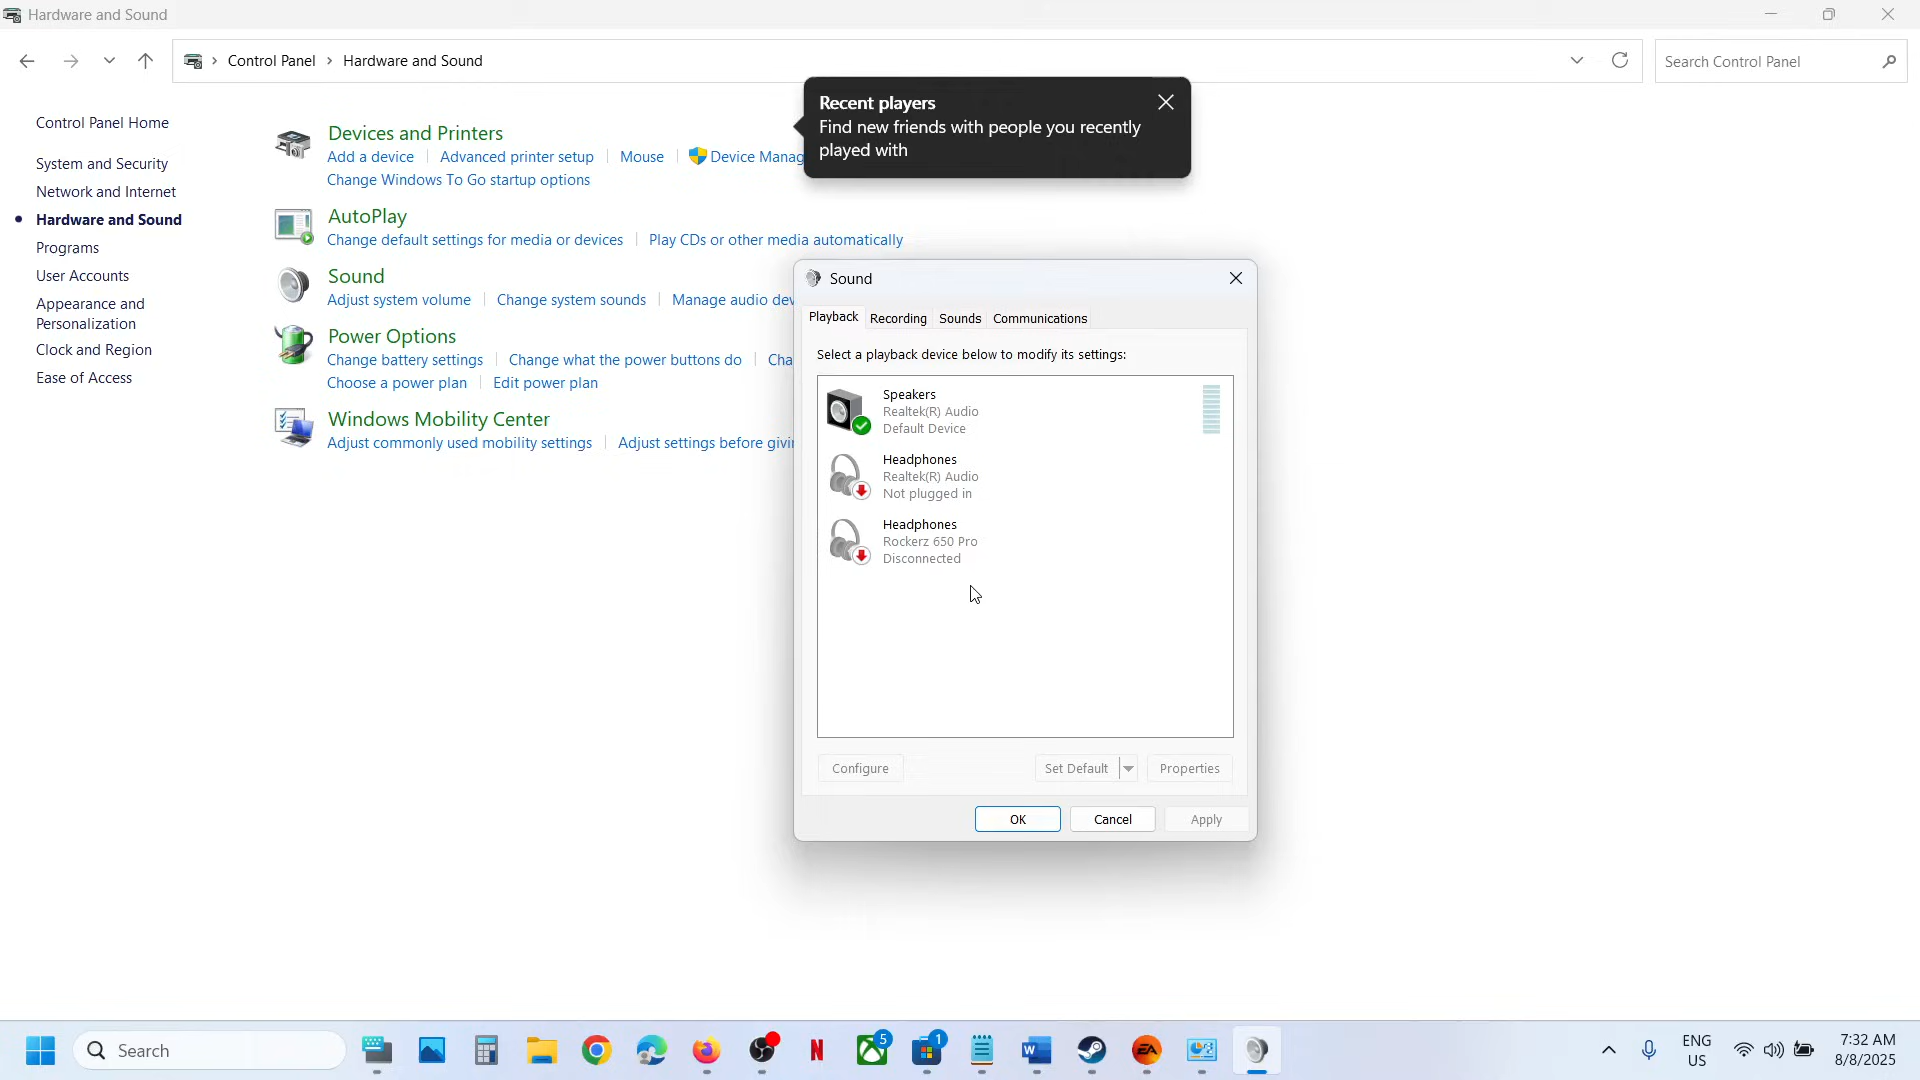 Hardware and Sound
Control Panel > Hardware and Sound
Search Control Panel
Control Panel Home
System and Security
Network and Internet
Hardware and Sound
Programs
User Accounts
Appearance and
Personalization
Clock and Region
Ease of Access
Devices and Printers
Add a device | Advanced printer setup | Mouse | Device Manag
Change Windows To Go startup options
AutoPlay
Change default settings for media or devices | Play CDs or other media automatically
Sound
Adjust system volume | Change system sounds | Manage audio dev
Power Options
Change battery settings | Change what the power buttons do | Cha
Choose a power plan | Edit power plan
Windows Mobility Center
Adjust commonly used mobility settings | Adjust settings before givi
Recent players
Find new friends with people you recently
played with
Sound
Playback Recording Sounds Communications
Select a playback device below to modify its settings:
Speakers
Realtek(R) Audio
Default Device
Headphones
Realtek(R) Audio
Not plugged in
Headphones
Rockerz 650 Pro
Disconnected
Configure Set Default Properties
OK Cancel Apply
Search
5
1
N
W
EA
ENG
US
7:32 AM
8/8/2025